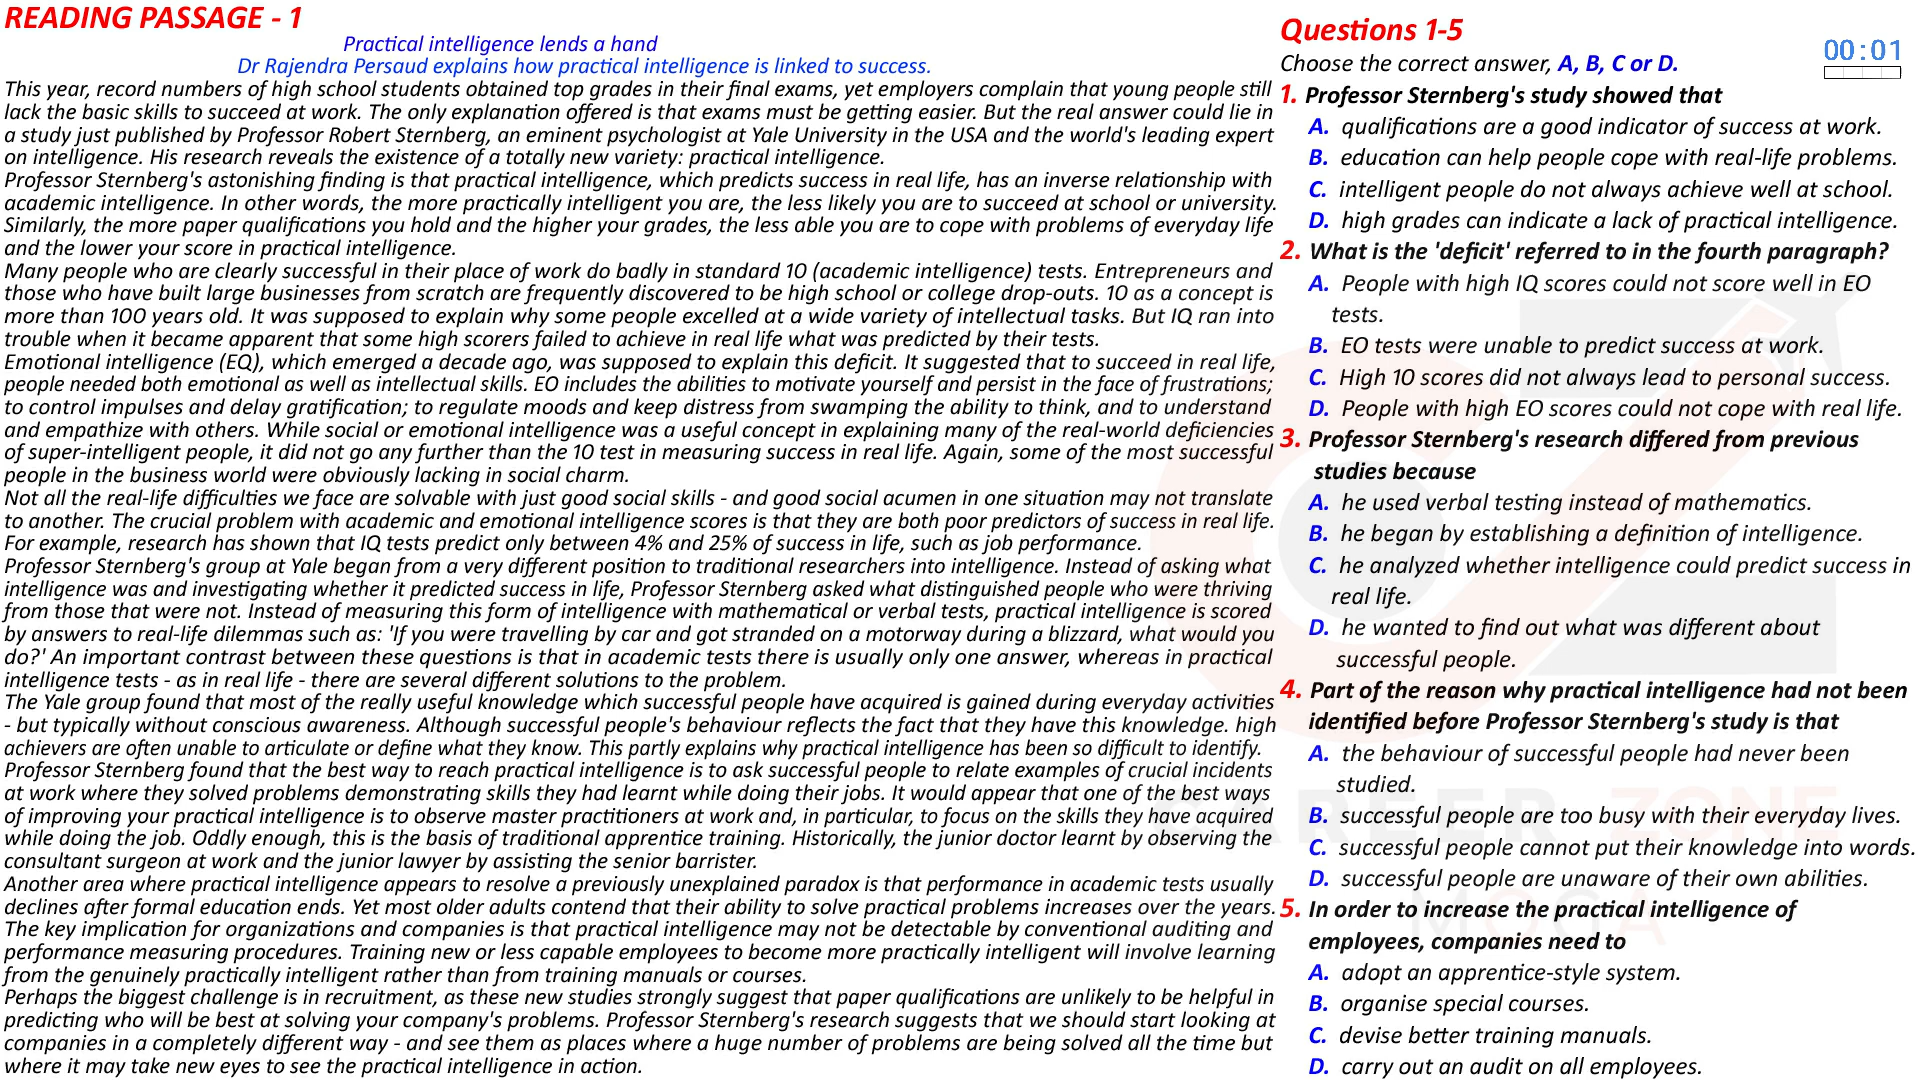 READING PASSAGE - 1
Practical intelligence lends a hand
Dr Rajendra Persaud explains how practical intelligence is linked to success.
This year, record numbers of high school students obtained top grades in their final exams, yet employers complain that young people still
lack the basic skills to succeed at work. The only explanation offered is that exams must be getting easier. But the real answer could lie in
a study just published by Professor Robert Sternberg, an eminent psychologist at Yale University in the USA and the world's leading expert
on intelligence. His research reveals the existence of a totally new variety: practical intelligence.
Professor Sternberg's astonishing finding is that practical intelligence, which predicts success in real life, has an inverse relationship with
academic intelligence. In other words, the more practically intelligent you are, the less likely you are to succeed at school or university.
Similarly, the more paper qualifications you hold and the higher your grades, the less able you are to cope with problems of everyday life
and the lower your score in practical intelligence.
Many people who are clearly successful in their place of work do badly in standard 10 (academic intelligence) tests. Entrepreneurs and
those who have built large businesses from scratch are frequently discovered to be high school or college drop-outs. 10 as a concept is
more than 100 years old. It was supposed to explain why some people excelled at a wide variety of intellectual tasks. But IQ ran into
trouble when it became apparent that some high scorers failed to achieve in real life what was predicted by their tests.
Emotional intelligence (EQ), which emerged a decade ago, was supposed to explain this deficit. It suggested that to succeed in real life,
people needed both emotional as well as intellectual skills. EO includes the abilities to motivate yourself and persist in the face of frustrations;
to control impulses and delay gratification; to regulate moods and keep distress from swamping the ability to think, and to understand
and empathize with others. While social or emotional intelligence was a useful concept in explaining many of the real-world deficiencies
of super-intelligent people, it did not go any further than the 10 test in measuring success in real life. Again, some of the most successful
people in the business world were obviously lacking in social charm.
Not all the real-life difficulties we face are solvable with just good social skills - and good social acumen in one situation may not translate
to another. The crucial problem with academic and emotional intelligence scores is that they are both poor predictors of success in real life.
For example, research has shown that IQ tests predict only between 4% and 25% of success in life, such as job performance.
Professor Sternberg's group at Yale began from a very different position to traditional researchers into intelligence. Instead of asking what
intelligence was and investigating whether it predicted success in life, Professor Sternberg asked what distinguished people who were thriving
from those that were not. Instead of measuring this form of intelligence with mathematical or verbal tests, practical intelligence is scored
by answers to real-life dilemmas such as: 'If you were travelling by car and got stranded on a motorway during a blizzard, what would you
do?' An important contrast between these questions is that in academic tests there is usually only one answer, whereas in practical
intelligence tests - as in real life - there are several different solutions to the problem.
The Yale group found that most of the really useful knowledge which successful people have acquired is gained during everyday activities
- but typically without conscious awareness. Although successful people's behaviour reflects the fact that they have this knowledge. high
achievers are often unable to articulate or define what they know. This partly explains why practical intelligence has been so difficult to identify.
Professor Sternberg found that the best way to reach practical intelligence is to ask successful people to relate examples of crucial incidents
at work where they solved problems demonstrating skills they had learnt while doing their jobs. It would appear that one of the best ways
of improving your practical intelligence is to observe master practitioners at work and, in particular, to focus on the skills they have acquired
while doing the job. Oddly enough, this is the basis of traditional apprentice training. Historically, the junior doctor learnt by observing the
consultant surgeon at work and the junior lawyer by assisting the senior barrister.
Another area where practical intelligence appears to resolve a previously unexplained paradox is that performance in academic tests usually
declines after formal education ends. Yet most older adults contend that their ability to solve practical problems increases over the years.
The key implication for organizations and companies is that practical intelligence may not be detectable by conventional auditing and
performance measuring procedures. Training new or less capable employees to become more practically intelligent will involve learning
from the genuinely practically intelligent rather than from training manuals or courses.
Perhaps the biggest challenge is in recruitment, as these new studies strongly suggest that paper qualifications are unlikely to be helpful in
predicting who will be best at solving your company's problems. Professor Sternberg's research suggests that we should start looking at
companies in a completely different way - and see them as places where a huge number of problems are being solved all the time but
where it may take new eyes to see the practical intelligence in action.
Questions 1-5
00:01
Choose the correct answer, A, B, C or D.
1. Professor Sternberg's study showed that
A. qualifications are a good indicator of success at work.
B. education can help people cope with real-life problems.
C. intelligent people do not always achieve well at school.
D. high grades can indicate a lack of practical intelligence.
2. What is the 'deficit' referred to in the fourth paragraph?
A. People with high IQ scores could not score well in EO
tests.
B. EO tests were unable to predict success at work.
C. High 10 scores did not always lead to personal success.
D. People with high EO scores could not cope with real life.
3. Professor Sternberg's research differed from previous
studies because
A. he used verbal testing instead of mathematics.
B. he began by establishing a definition of intelligence.
C. he analyzed whether intelligence could predict success in
real life.
D. he wanted to find out what was different about
successful people.
4. Part of the reason why practical intelligence had not been
identified before Professor Sternberg's study is that
A. the behaviour of successful people had never been
studied.
B. successful people are too busy with their everyday lives.
C. successful people cannot put their knowledge into words.
D. successful people are unaware of their own abilities.
5. In order to increase the practical intelligence of
employees, companies need to
A. adopt an apprentice-style system.
B. organise special courses.
C. devise better training manuals.
D. carry out an audit on all employees.
CAREER ZONE
MOGA